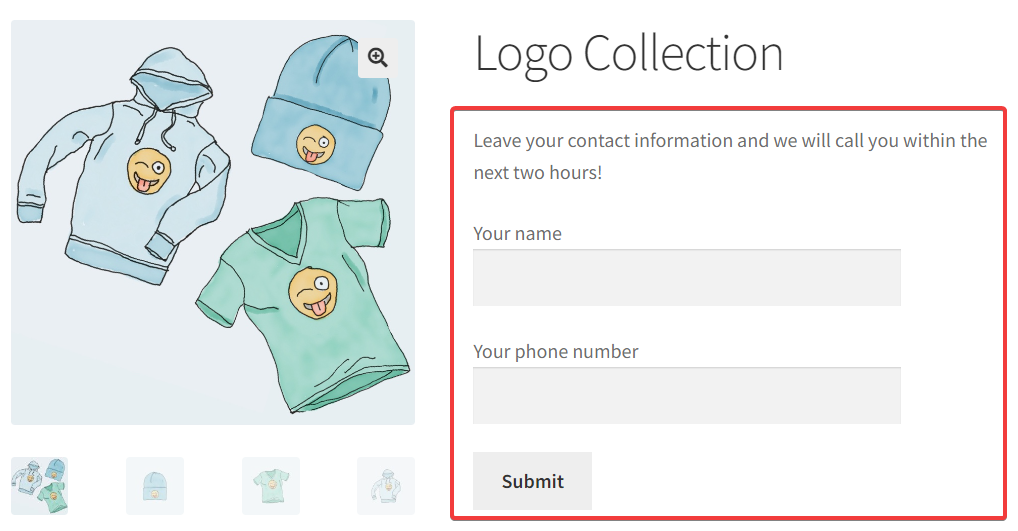 Logo Collection
Leave your contact information and we will call you within the
next two hours!
Your name
Your phone number
Submit